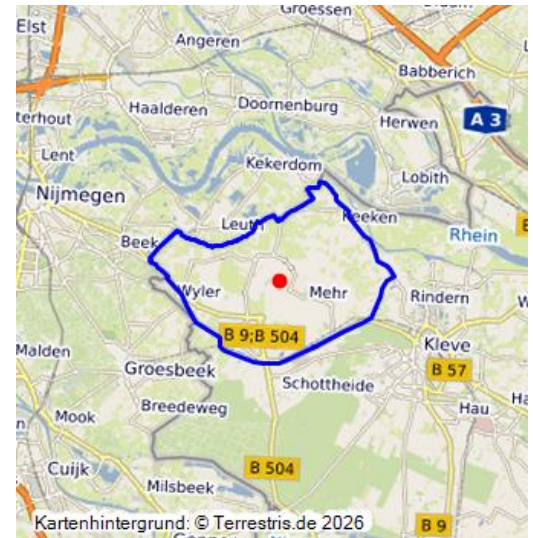 Groessen
Elst
Angeren
Babberich
Haalderen
Doornenburg
Herwen
A 3
terhout
Lent
Kekerdom
Lobith
Nijmegen
Keeken
Leuth
Rhein
Beek
Wyler
Mehr
Rindern
B 9;B 504
Kleve
Malden
Groesbeek
B 57
Schottheide
Hau
Ha
Breedeweg
Mook
Cuijk
B 504
Milsbeek
Kartenhintergrund: © Terrestris.de 2026
B 9